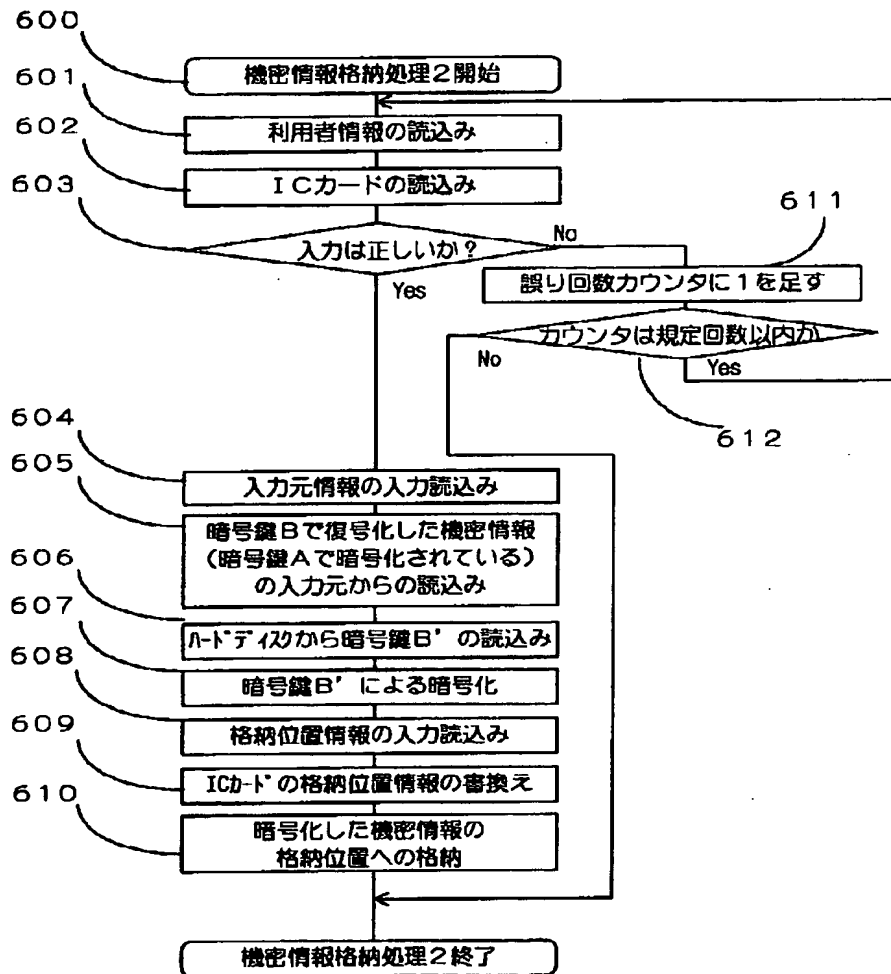 600
機密情報格納処理2開始
601
利用者情報の読込み
602
ICカードの読込み
603
入力は正しいか?
No
Yes
611
誤り回数カウンタに1を足す
カウンタは規定回数以内か
No
Yes
612
604
入力元情報の入力読込み
605
暗号鍵Bで復号化した機密情報
(暗号鍵Aで暗号化されている)
の入力元からの読込み
606
ハードディスクから暗号鍵B'の読込み
607
暗号鍵B'による暗号化
608
格納位置情報の入力読込み
609
ICカードの格納位置情報の書換え
610
暗号化した機密情報の
格納位置への格納
機密情報格納処理2終了